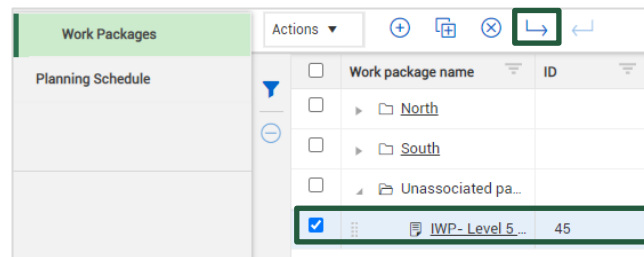 Work Packages
Planning Schedule
Actions
Work package name ID
North
South
Unassociated pa...
IWP- Level 5 ... 45